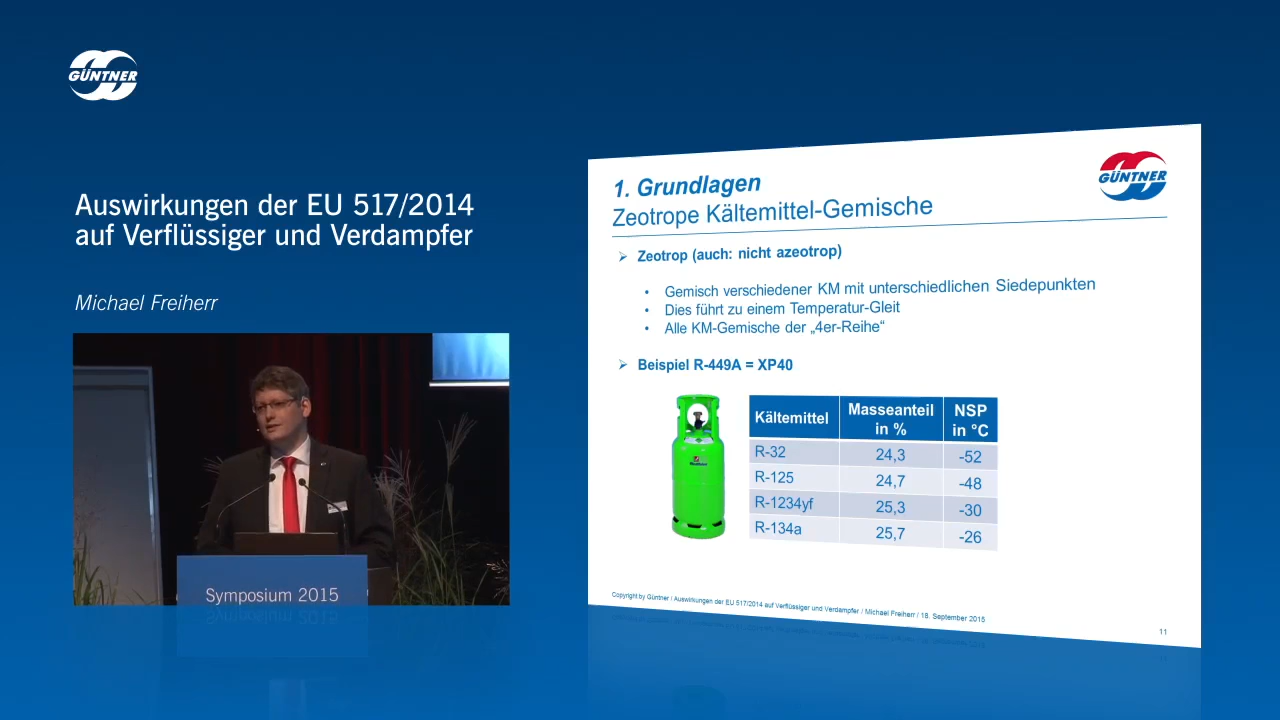 GÜNTNER
Auswirkungen der EU 517/2014
auf Verflüssiger und Verdampfer
Michael Freiherr
Symposium 2015
GÜNTNER
1. Grundlagen
Zeotrope Kältemittel-Gemische
Zeotrop (auch: nicht azeotrop)
Gemisch verschiedener KM mit unterschiedlichen Siedepunkten
Dies führt zu einem Temperatur-Gleit
Alle KM-Gemische der „4er-Reihe“
Beispiel R-449A = XP40
Kältemittel Masseanteil in % NSP in °C
R-32 24,3 -52
R-125 24,7 -48
R-1234yf 25,3 -30
R-134a 25,7 -26
Copyright by Güntner / Auswirkungen der EU 517/2014 auf Verflüssiger und Verdampfer / Michael Freiherr / 18. September 2015
11